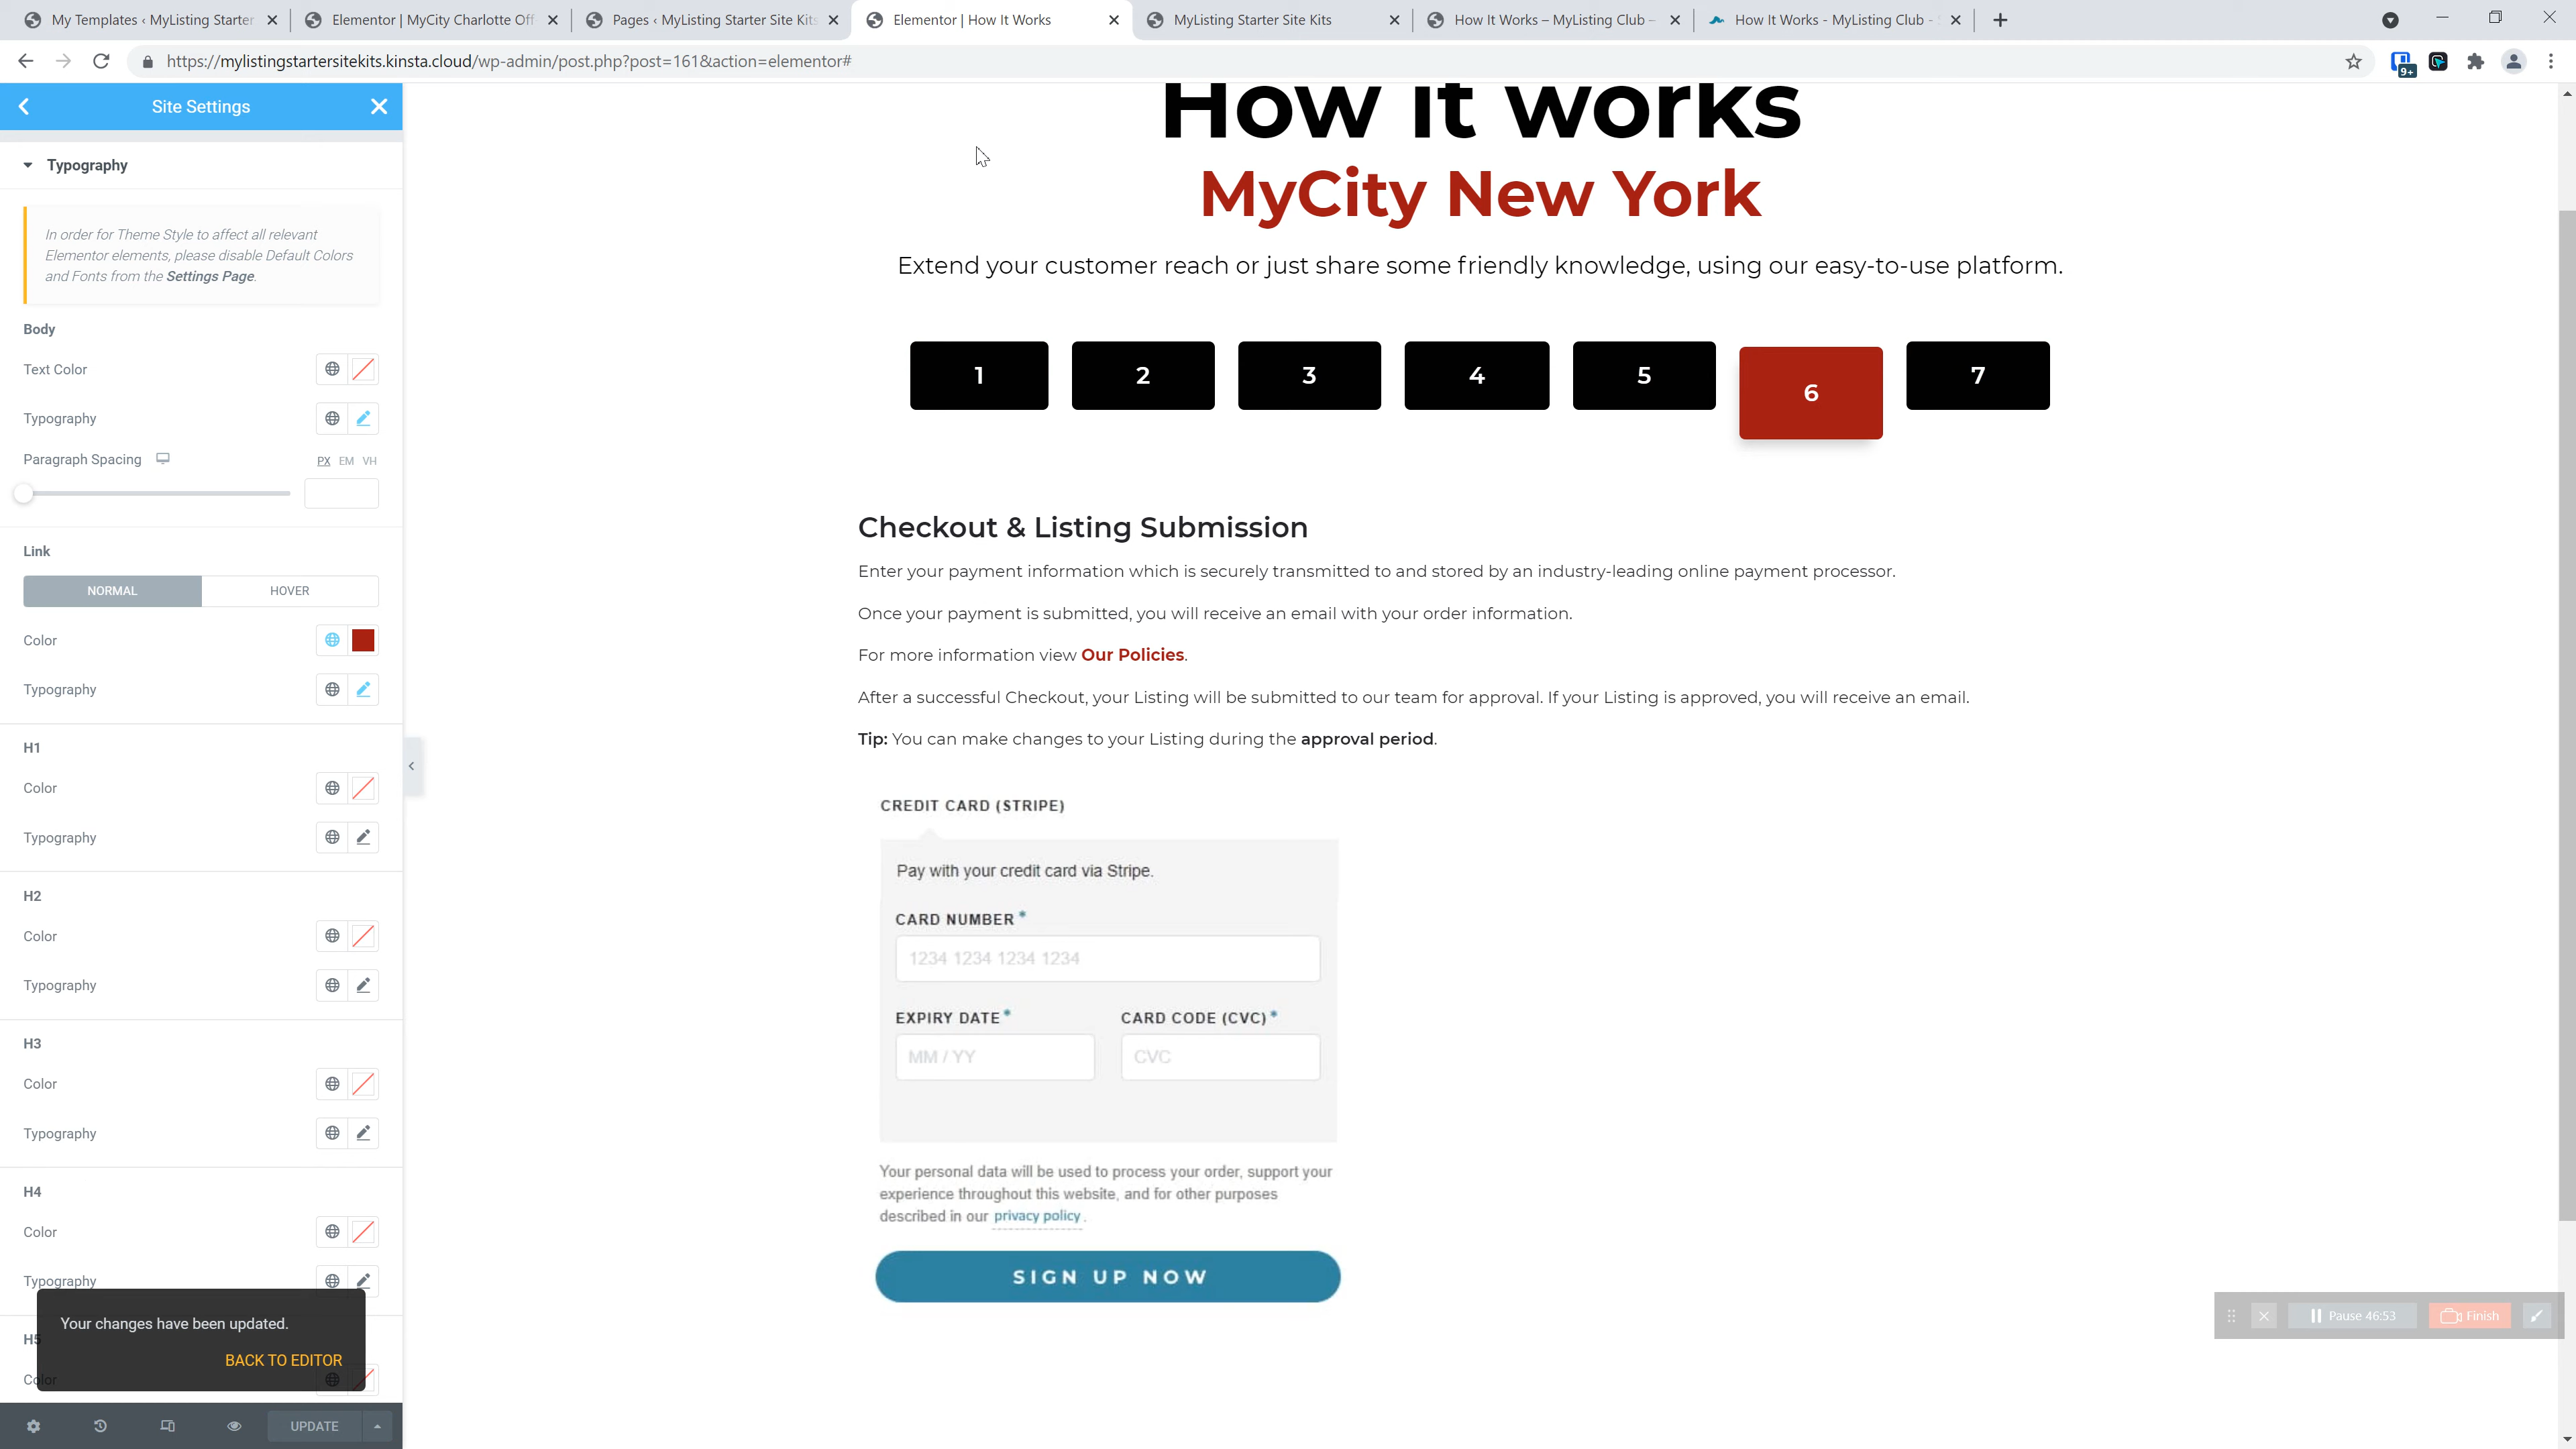 My Templates ‹ MyListing Starter
Elementor | MyCity Charlotte Off
Pages ‹ MyListing Starter Site Kits
Elementor | How It Works
MyListing Starter Site Kits
How It Works – MyListing Club –
How It Works - MyListing Club -
https://mylistingstartersitekits.kinsta.cloud/wp-admin/post.php?post=161&action=elementor#
9+
Site Settings
Typography
In order for Theme Style to affect all relevant
Elementor elements, please disable Default Colors
and Fonts from the Settings Page.
Body
Text Color
Typography
Paragraph Spacing
PX EM VH
Link
NORMAL
HOVER
Color
Typography
H1
Color
Typography
H2
Color
Typography
H3
Color
Typography
H4
Color
Typography
H5
Color
Your changes have been updated.
BACK TO EDITOR
UPDATE
How it works
MyCity New York
Extend your customer reach or just share some friendly knowledge, using our easy-to-use platform.
1 2 3 4 5 6 7
Checkout & Listing Submission
Enter your payment information which is securely transmitted to and stored by an industry-leading online payment processor.
Once your payment is submitted, you will receive an email with your order information.
For more information view Our Policies.
After a successful Checkout, your Listing will be submitted to our team for approval. If your Listing is approved, you will receive an email.
Tip: You can make changes to your Listing during the approval period.
CREDIT CARD (STRIPE)
Pay with your credit card via Stripe.
CARD NUMBER *
1234 1234 1234 1234
EXPIRY DATE *
CARD CODE (CVC) *
MM / YY
CVC
Your personal data will be used to process your order, support your
experience throughout this website, and for other purposes
described in our privacy policy.
SIGN UP NOW
Pause 46:53
Finish